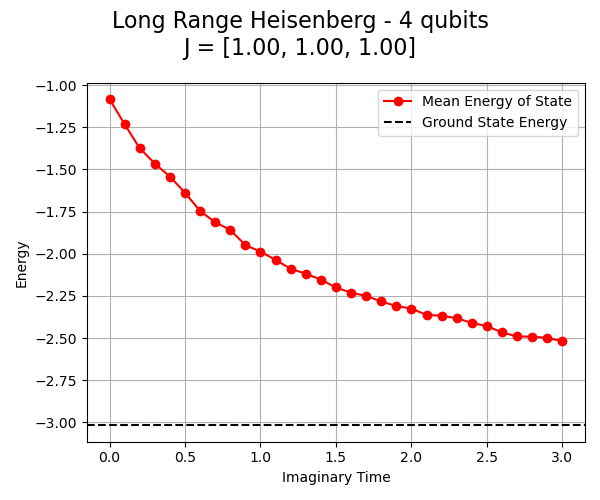 Long Range Heisenberg - 4 qubits
J = [1.00, 1.00, 1.00]
Mean Energy of State
Ground State Energy
Energy
−1.00
−1.25
−1.50
−1.75
−2.00
−2.25
−2.50
−2.75
−3.00
0.0 0.5 1.0 1.5 2.0 2.5 3.0
Imaginary Time